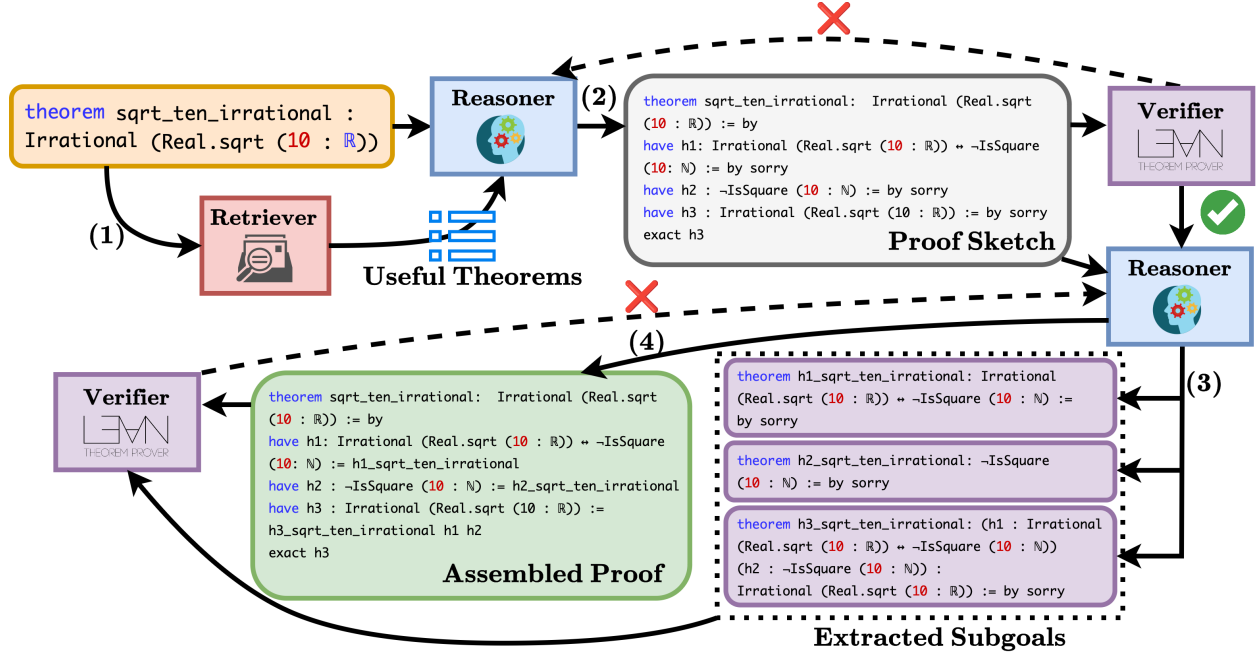 theorem sqrt_ten_irrational :
Irrational (Real.sqrt (10 : ℝ))
(1)
Retriever
Useful Theorems
Reasoner
(2)
theorem sqrt_ten_irrational: Irrational (Real.sqrt
(10 : ℝ)) := by
have h1: Irrational (Real.sqrt (10 : ℝ)) ↔ ¬IsSquare
(10: ℕ) := by sorry
have h2 : ¬IsSquare (10 : ℕ) := by sorry
have h3 : Irrational (Real.sqrt (10 : ℝ)) := by sorry
exact h3
Proof Sketch
Verifier
LEAN
THEOREM PROVER
Reasoner
(3)
theorem h1_sqrt_ten_irrational: Irrational
(Real.sqrt (10 : ℝ)) ↔ ¬IsSquare (10 : ℕ) :=
by sorry
theorem h2_sqrt_ten_irrational: ¬IsSquare
(10 : ℕ) := by sorry
theorem h3_sqrt_ten_irrational: (h1 : Irrational
(Real.sqrt (10 : ℝ)) ↔ ¬IsSquare (10 : ℕ))
(h2 : ¬IsSquare (10 : ℕ)) :
Irrational (Real.sqrt (10 : ℝ)) := by sorry
Extracted Subgoals
(4)
theorem sqrt_ten_irrational: Irrational (Real.sqrt
(10 : ℝ)) := by
have h1: Irrational (Real.sqrt (10 : ℝ)) ↔ ¬IsSquare
(10: ℕ) := h1_sqrt_ten_irrational
have h2 : ¬IsSquare (10 : ℕ) := h2_sqrt_ten_irrational
have h3 : Irrational (Real.sqrt (10 : ℝ)) :=
h3_sqrt_ten_irrational h1 h2
exact h3
Assembled Proof
Verifier
LEAN
THEOREM PROVER